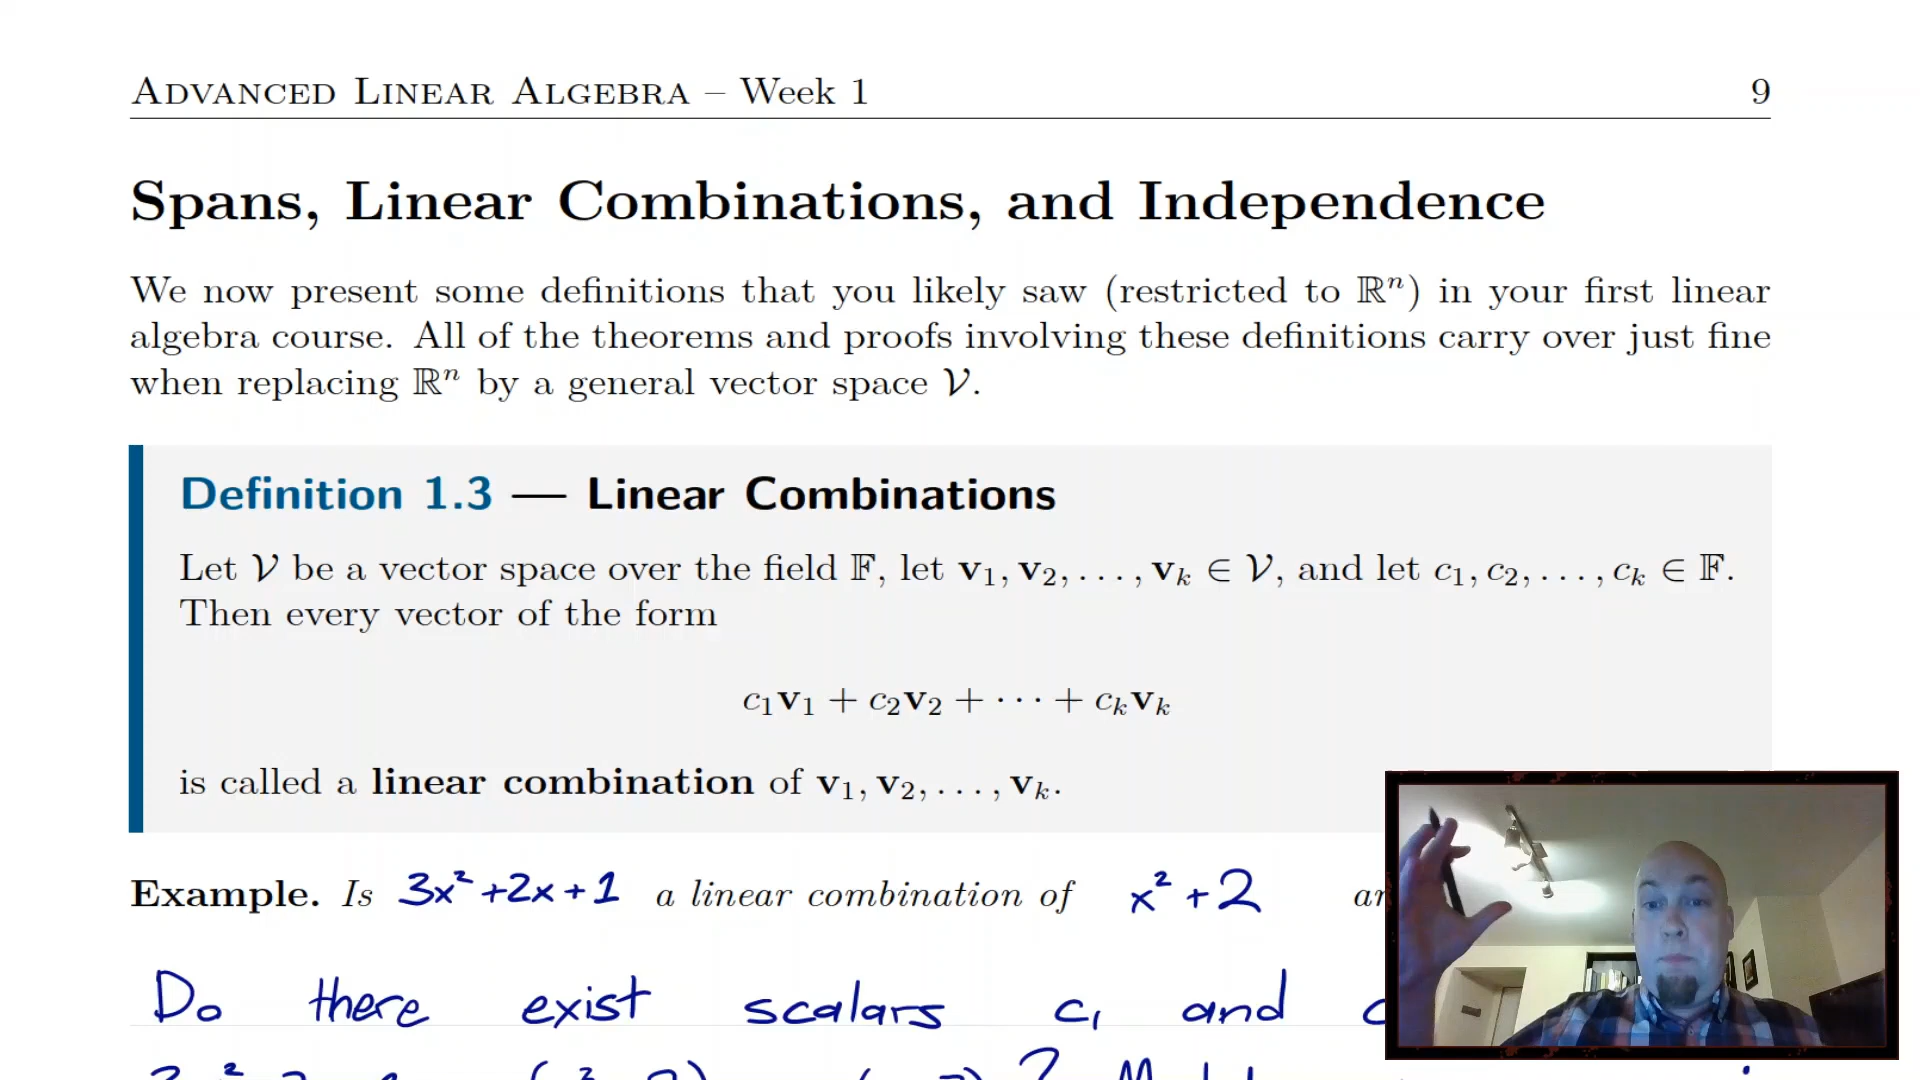 ADVANCED LINEAR ALGEBRA – Week 1 9
Spans, Linear Combinations, and Independence
We now present some definitions that you likely saw (restricted to ℝⁿ) in your first linear
algebra course. All of the theorems and proofs involving these definitions carry over just fine
when replacing ℝⁿ by a general vector space 𝒱.
Definition 1.3 — Linear Combinations
Let 𝒱 be a vector space over the field 𝔽, let v₁, v₂, . . . , vₖ ∈ 𝒱, and let c₁, c₂, . . . , cₖ ∈ 𝔽.
Then every vector of the form
c₁v₁ + c₂v₂ + · · · + cₖvₖ
is called a linear combination of v₁, v₂, . . . , vₖ.
Example. Is 3x²+2x+1 a linear combination of x²+2
Do there exist scalars c₁ and